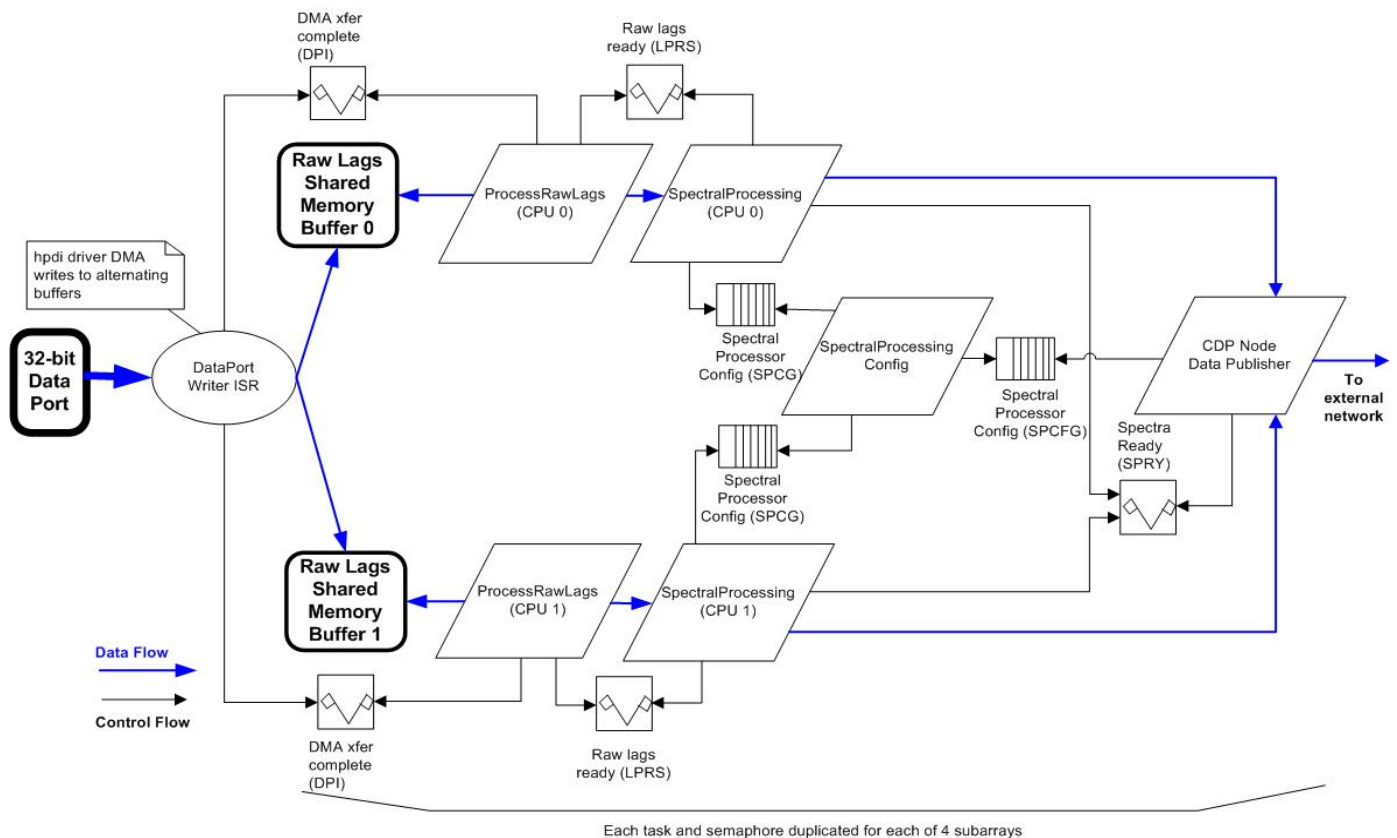 DMA xfer
complete
(DPI)
Raw lags
ready (LPRS)
Raw Lags
Shared
Memory
Buffer 0
ProcessRawLags
(CPU 0)
SpectralProcessing
(CPU 0)
hpdi driver DMA
writes to alternating
buffers
32-bit
Data
Port
DataPort
Writer ISR
Spectral
Processor
Config (SPCG)
SpectralProcessing
Config
Spectral
Processor
Config (SPCFG)
CDP Node
Data Publisher
To
external
network
Spectra
Ready
(SPRY)
Spectral
Processor
Config (SPCG)
Raw Lags
Shared
Memory
Buffer 1
ProcessRawLags
(CPU 1)
SpectralProcessing
(CPU 1)
Data Flow
Control Flow
DMA xfer
complete
(DPI)
Raw lags
ready (LPRS)
Each task and semaphore duplicated for each of 4 subarrays